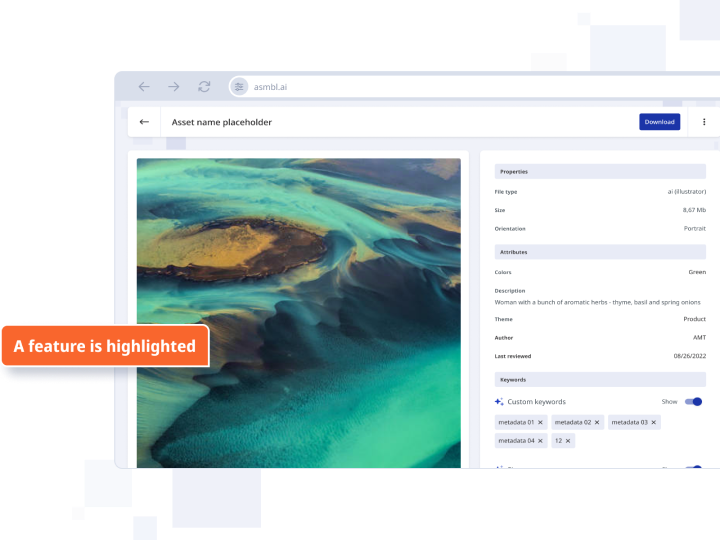 asmbl.ai
Asset name placeholder
Download
Properties
File type ai (illustrator)
Size 8,67 Mb
Orientation Portrait
Attributes
Colors Green
Description
Woman with a bunch of aromatic herbs - thyme, basil and spring onions
Theme Product
Author AMT
Last reviewed 08/26/2022
Keywords
Custom keywords Show
metadata 01 × metadata 02 × metadata 03 ×
metadata 04 × 12 ×
A feature is highlighted